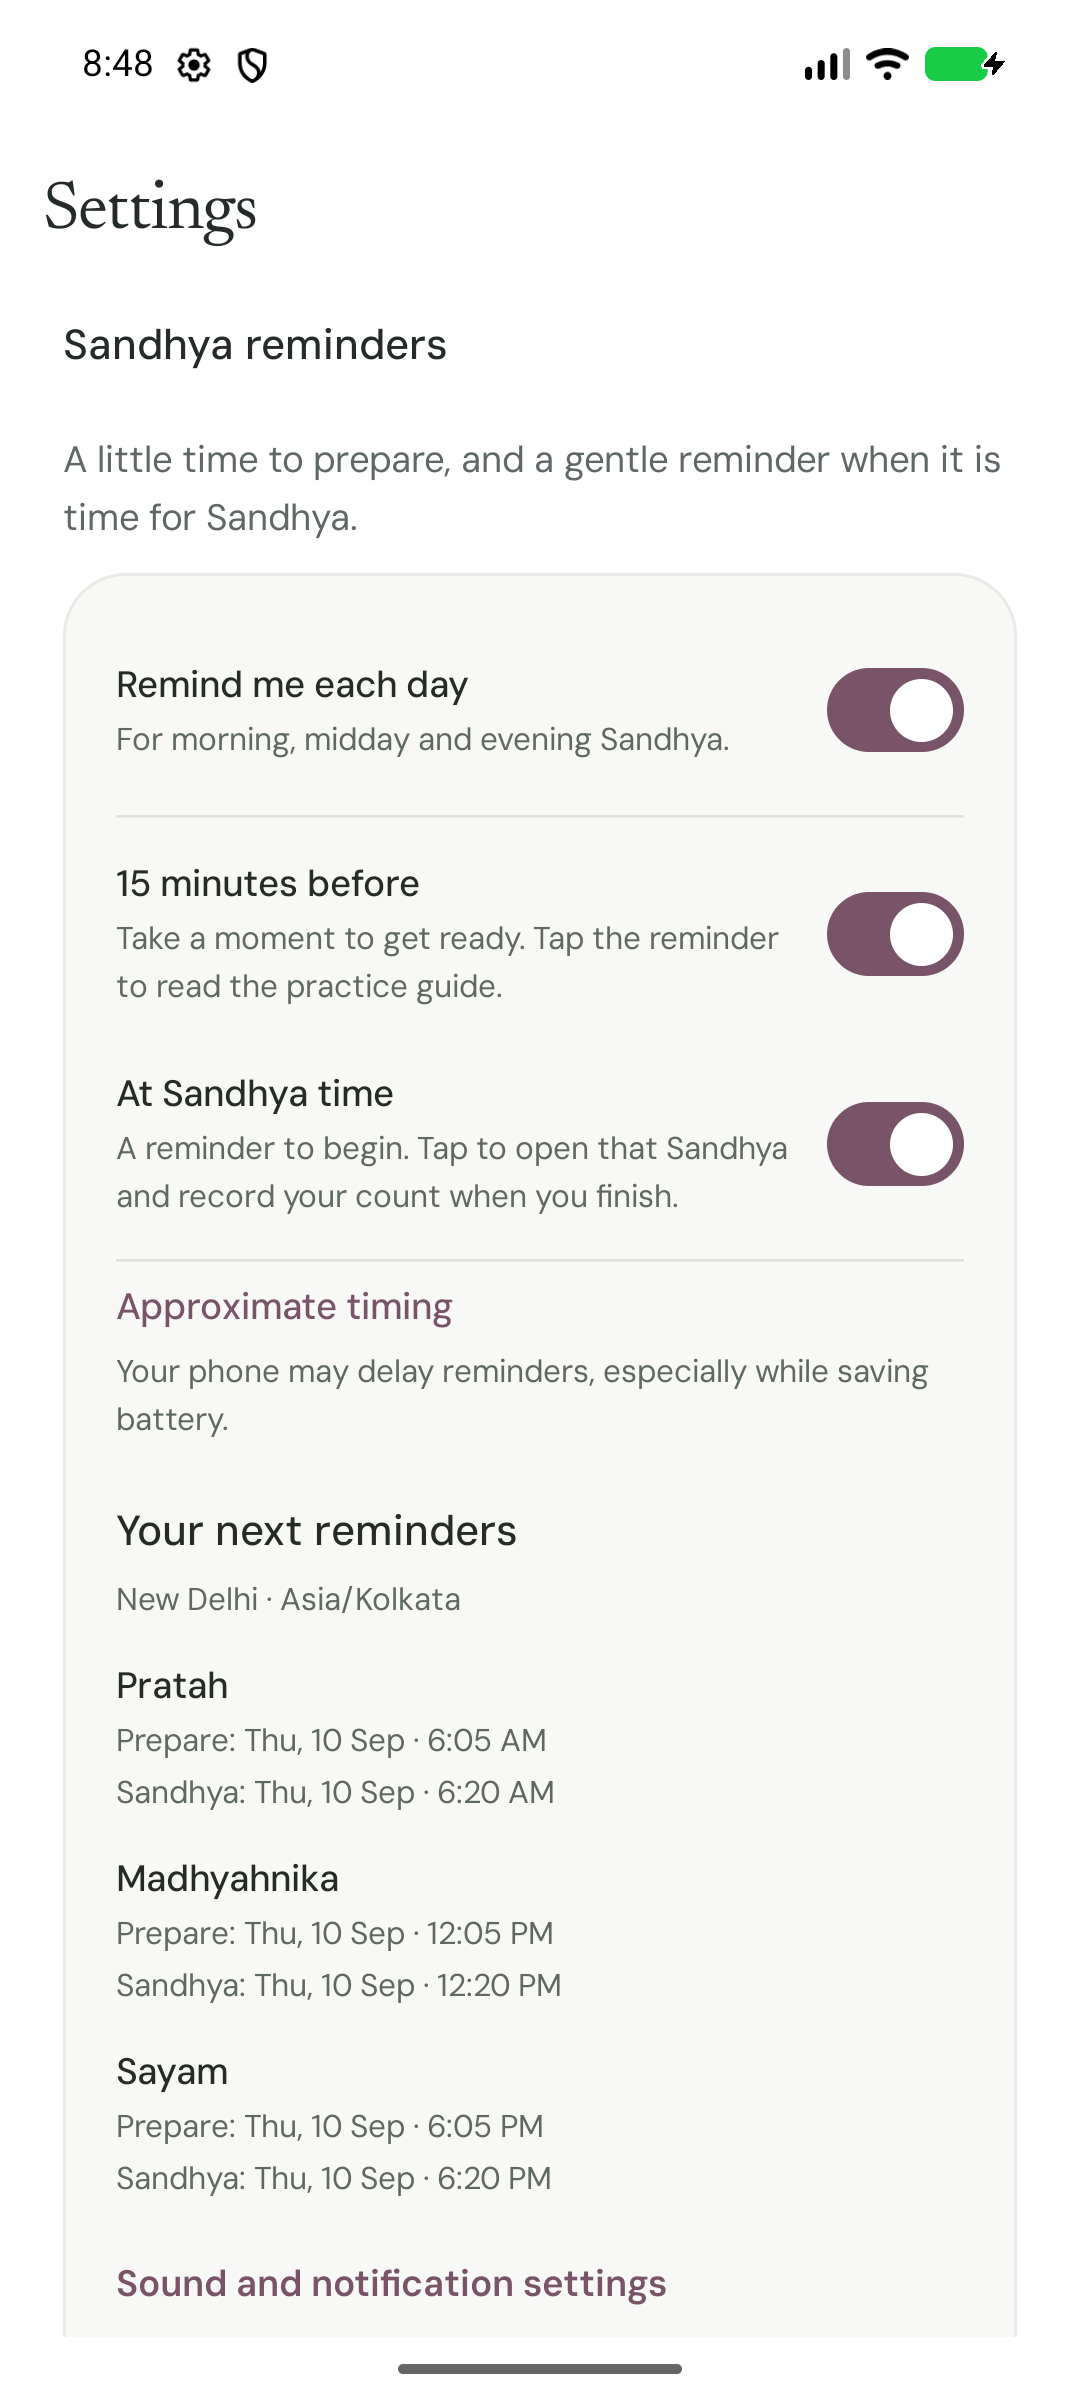 8:48
Settings
Sandhya reminders
A little time to prepare, and a gentle reminder when it is
time for Sandhya.
Remind me each day
For morning, midday and evening Sandhya.
15 minutes before
Take a moment to get ready. Tap the reminder
to read the practice guide.
At Sandhya time
A reminder to begin. Tap to open that Sandhya
and record your count when you finish.
Approximate timing
Your phone may delay reminders, especially while saving
battery.
Your next reminders
New Delhi · Asia/Kolkata
Pratah
Prepare: Thu, 10 Sep · 6:05 AM
Sandhya: Thu, 10 Sep · 6:20 AM
Madhyahnika
Prepare: Thu, 10 Sep · 12:05 PM
Sandhya: Thu, 10 Sep · 12:20 PM
Sayam
Prepare: Thu, 10 Sep · 6:05 PM
Sandhya: Thu, 10 Sep · 6:20 PM
Sound and notification settings